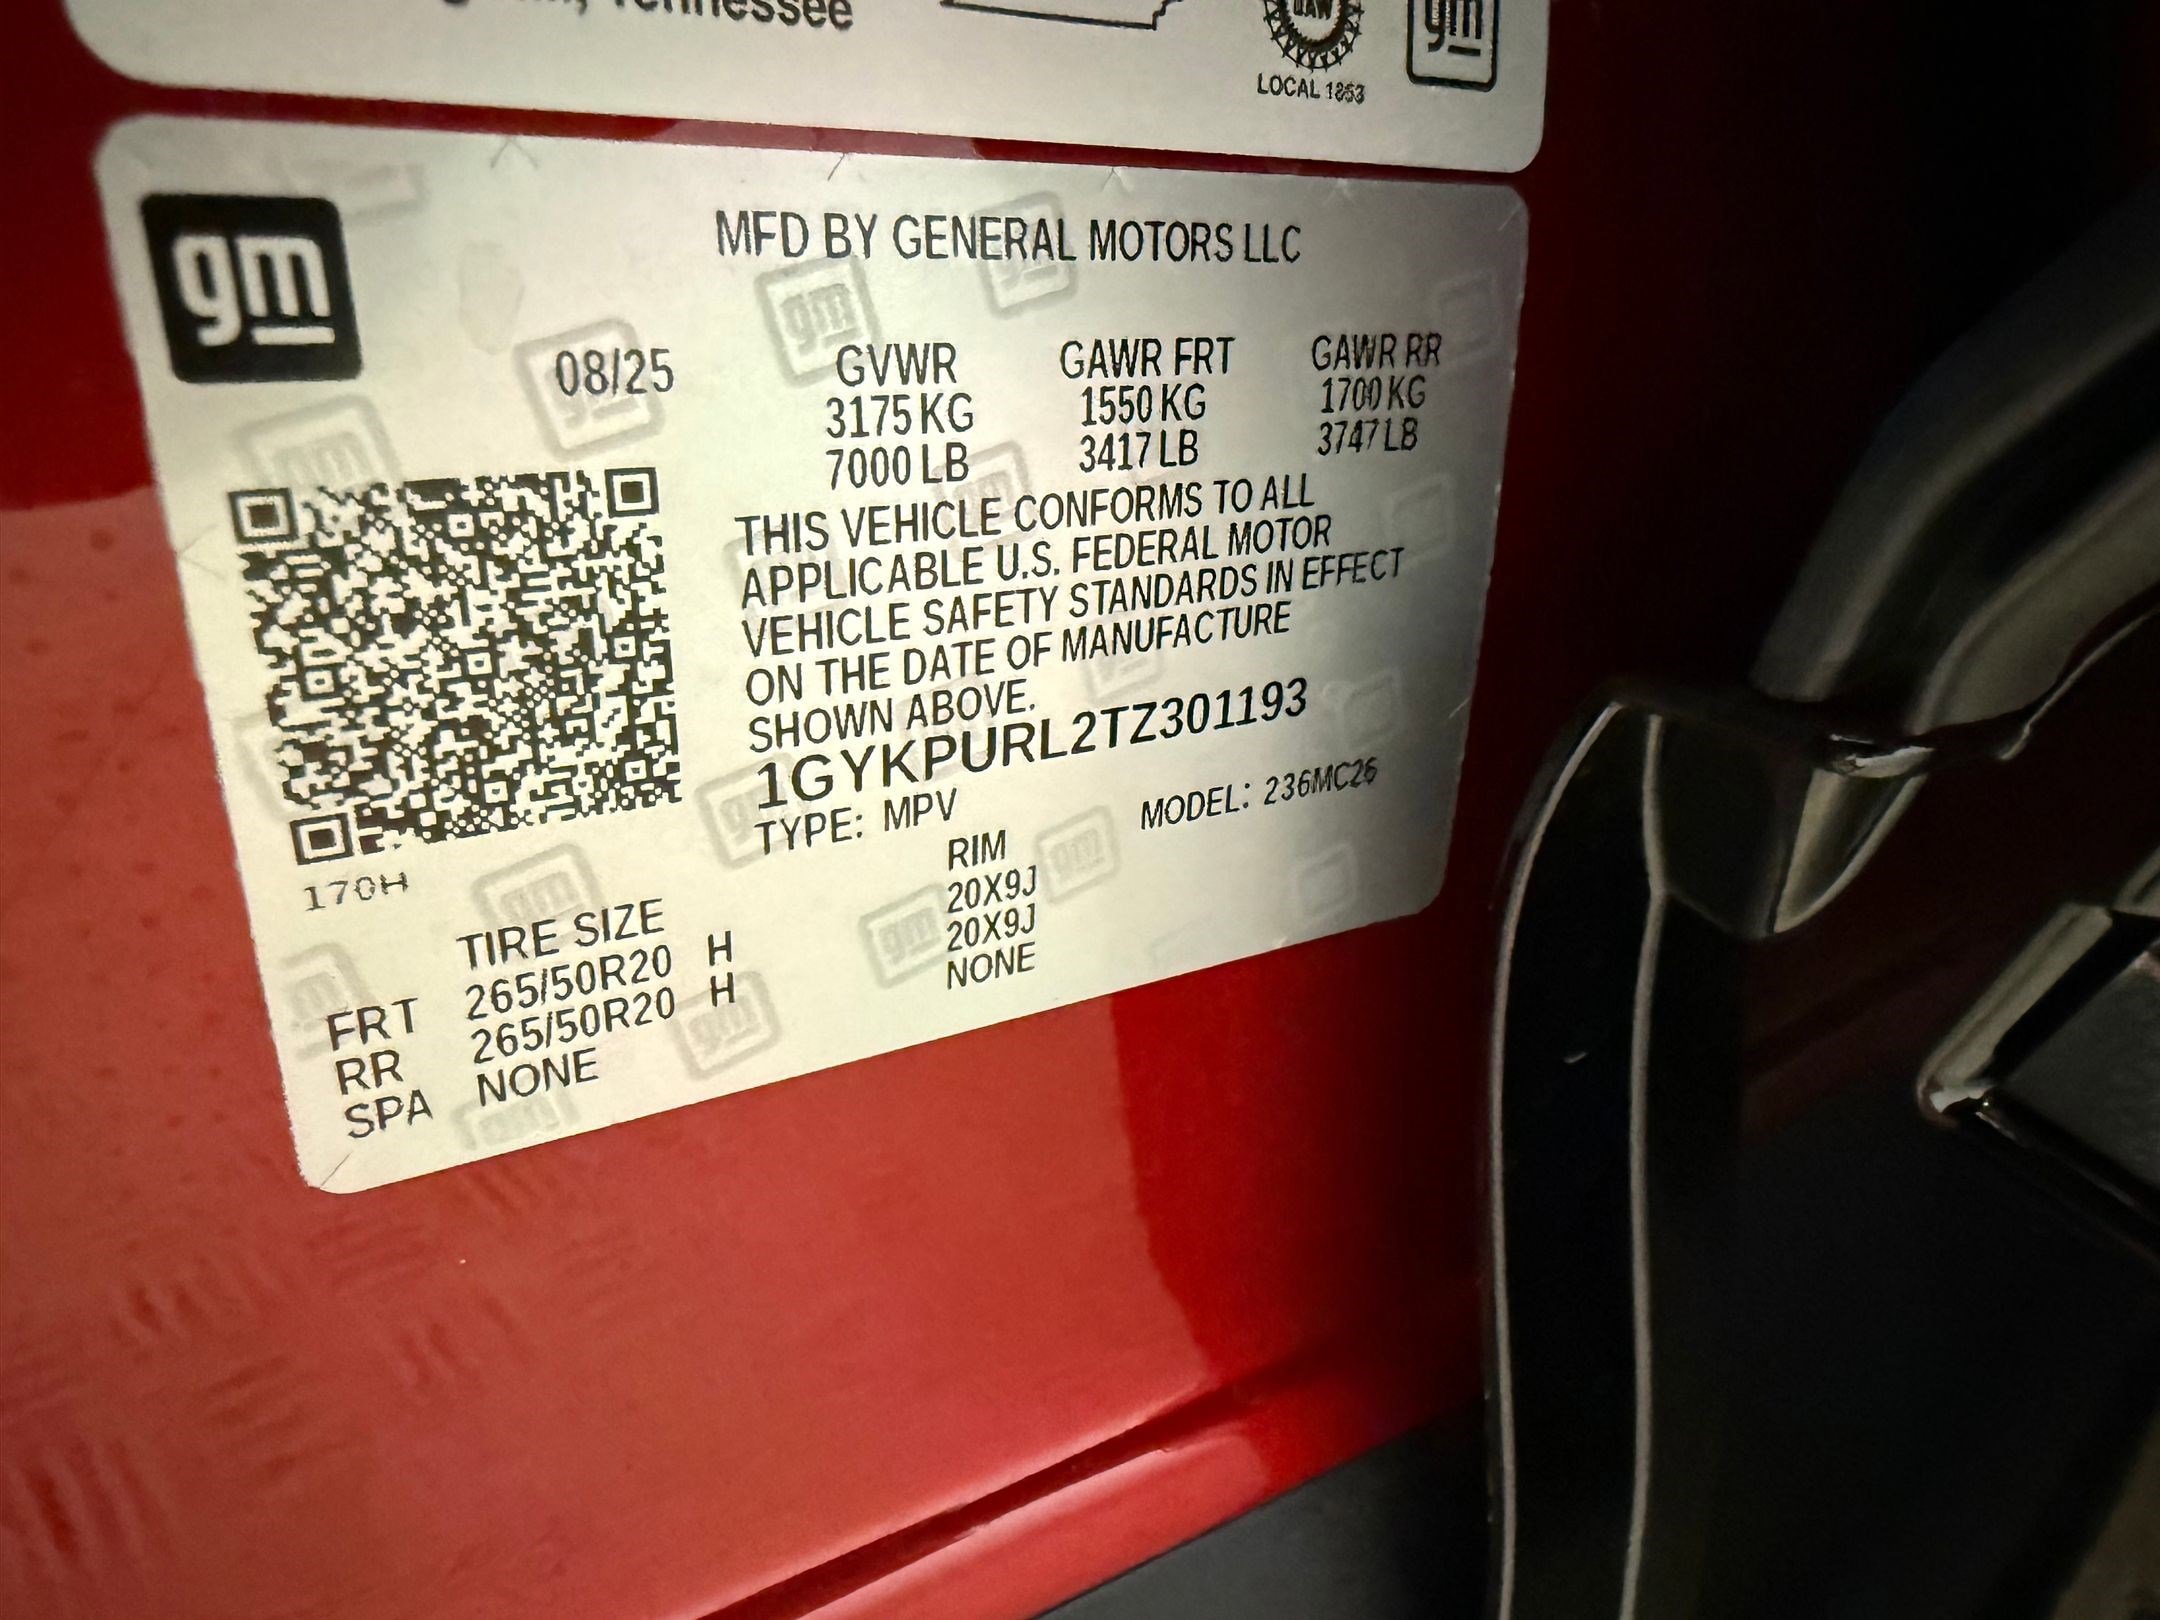 Tennessee
UAW
LOCAL 1853
gm
gm
MFD BY GENERAL MOTORS LLC
08/25
GVWR GAWR FRT GAWR RR
3175 KG 1550 KG 1700 KG
7000 LB 3417 LB 3747 LB
THIS VEHICLE CONFORMS TO ALL
APPLICABLE U.S. FEDERAL MOTOR
VEHICLE SAFETY STANDARDS IN EFFECT
ON THE DATE OF MANUFACTURE
SHOWN ABOVE.
1GYKPURL2TZ301193
TYPE: MPV MODEL: 236MC26
170H
TIRE SIZE RIM
FRT 265/50R20 H 20X9J
RR 265/50R20 H 20X9J
SPA NONE NONE